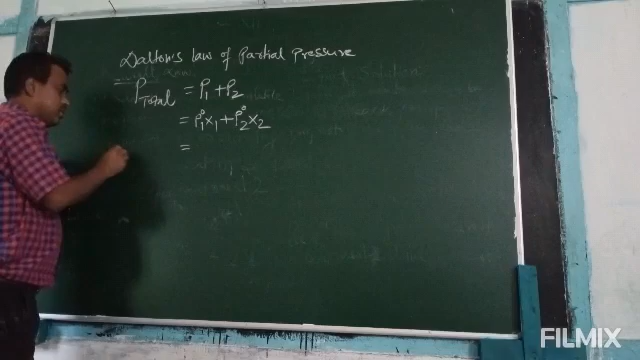 Dalton's law of Partial Pressure
= P_Total = P₁ + P₂
= P₁°X₁ + P₂°X₂
=
FILMIX